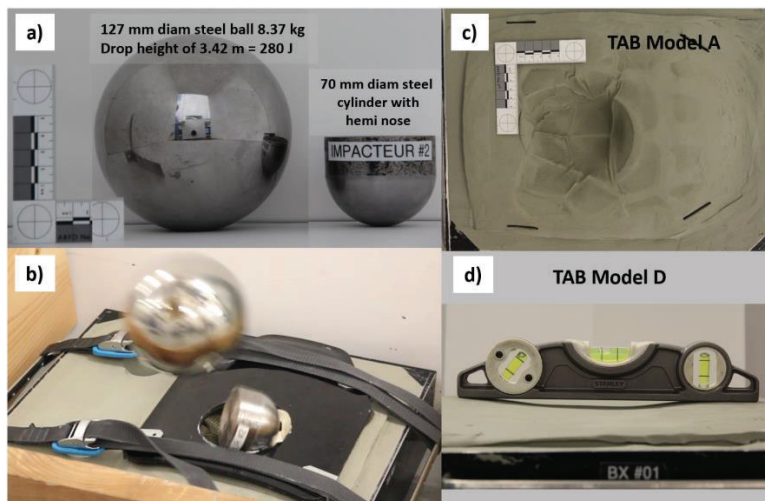 a)
127 mm diam steel ball 8.37 kg
Drop height of 3.42 m = 280 J
70 mm diam steel
cylinder with
hemi nose
IMPACTEUR #2
b)
c)
TAB Model A
d)
TAB Model D
STANLEY
BX #01